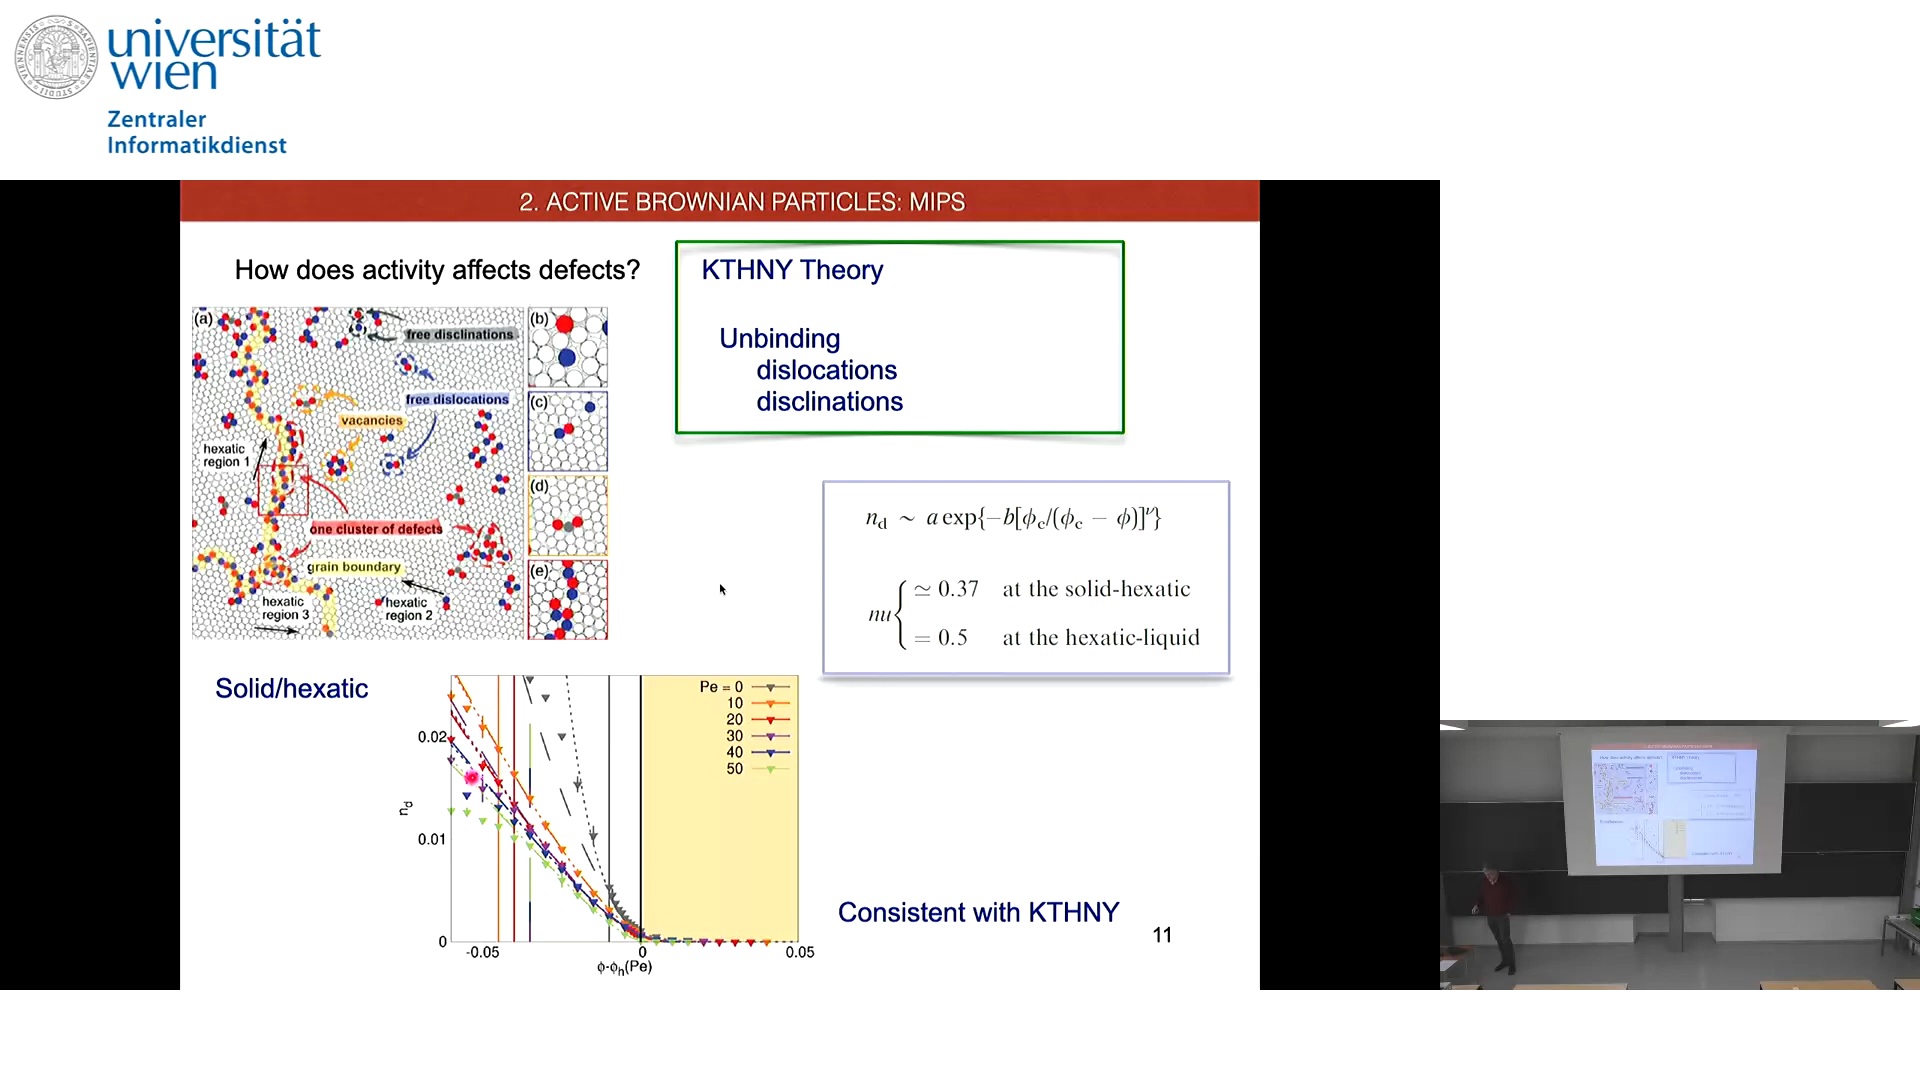 universität
wien
Zentraler
Informatikdienst
2. ACTIVE BROWNIAN PARTICLES: MIPS
How does activity affects defects?
KTHNY Theory
Unbinding
dislocations
disclinations
(a)
free disclinations
free dislocations
vacancies
hexatic
region 1
one cluster of defects
grain boundary
hexatic
region 3
hexatic
region 2
(b)
(c)
(d)
(e)
n_d ~ a exp{−b[ϕ_c/(ϕ_c − ϕ)]^ν}
nu { ≃ 0.37 at the solid-hexatic
= 0.5 at the hexatic-liquid
Solid/hexatic
Pe = 0
10
20
30
40
50
n_d
0.02
0.01
0
-0.05
0
0.05
ϕ-ϕ_h(Pe)
Consistent with KTHNY
11